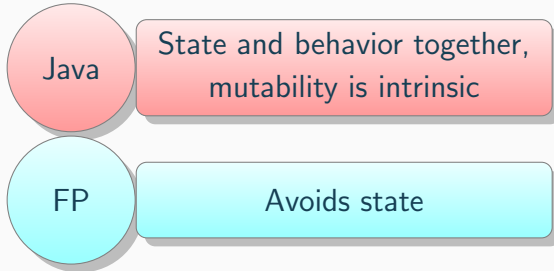 Java
State and behavior together,
mutability is intrinsic
FP
Avoids state